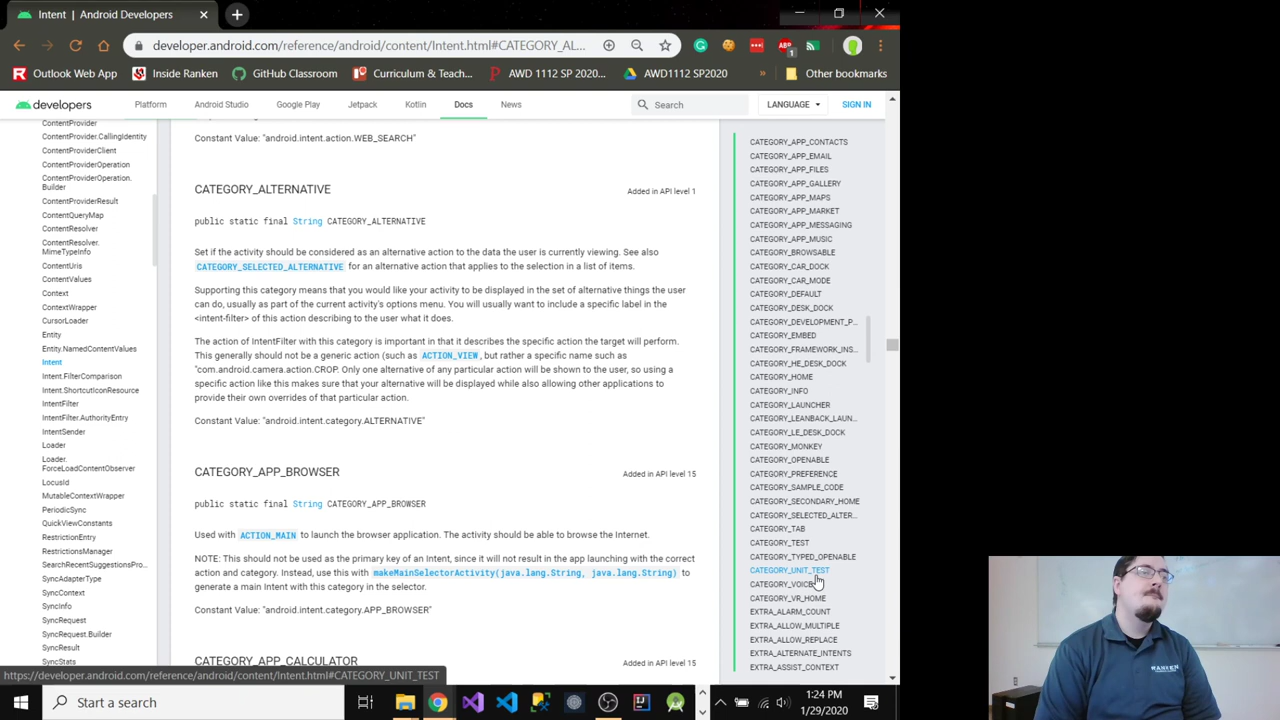 Intent | Android Developers
developer.android.com/reference/android/content/Intent.html#CATEGORY_AL...
ABP
1
Outlook Web App
Inside Ranken
GitHub Classroom
Curriculum & Teach...
AWD 1112 SP 2020...
AWD1112 SP2020
»
Other bookmarks
developers
Platform
Android Studio
Google Play
Jetpack
Kotlin
Docs
News
Search
LANGUAGE
SIGN IN
ContentProvider
ContentProvider.CallingIdentity
ContentProviderClient
ContentProviderOperation
ContentProviderOperation.
Builder
ContentProviderResult
ContentQueryMap
ContentResolver
ContentResolver.
MimeTypeInfo
ContentUris
ContentValues
Context
ContextWrapper
CursorLoader
Entity
Entity.NamedContentValues
Intent
Intent.FilterComparison
Intent.ShortcutIconResource
IntentFilter
IntentFilter.AuthorityEntry
IntentSender
Loader
Loader.
ForceLoadContentObserver
LocusId
MutableContextWrapper
PeriodicSync
QuickViewConstants
RestrictionEntry
RestrictionsManager
SearchRecentSuggestionsPro...
SyncAdapterType
SyncContext
SyncInfo
SyncRequest
SyncRequest.Builder
SyncResult
SyncStats
Constant Value: "android.intent.action.WEB_SEARCH"
CATEGORY_ALTERNATIVE
Added in API level 1
public static final String CATEGORY_ALTERNATIVE
Set if the activity should be considered as an alternative action to the data the user is currently viewing. See also
CATEGORY_SELECTED_ALTERNATIVE for an alternative action that applies to the selection in a list of items.
Supporting this category means that you would like your activity to be displayed in the set of alternative things the user
can do, usually as part of the current activity's options menu. You will usually want to include a specific label in the
<intent-filter> of this action describing to the user what it does.
The action of IntentFilter with this category is important in that it describes the specific action the target will perform.
This generally should not be a generic action (such as ACTION_VIEW, but rather a specific name such as
"com.android.camera.action.CROP. Only one alternative of any particular action will be shown to the user, so using a
specific action like this makes sure that your alternative will be displayed while also allowing other applications to
provide their own overrides of that particular action.
Constant Value: "android.intent.category.ALTERNATIVE"
CATEGORY_APP_BROWSER
Added in API level 15
public static final String CATEGORY_APP_BROWSER
Used with ACTION_MAIN to launch the browser application. The activity should be able to browse the Internet.
NOTE: This should not be used as the primary key of an Intent, since it will not result in the app launching with the correct
action and category. Instead, use this with makeMainSelectorActivity(java.lang.String, java.lang.String) to
generate a main Intent with this category in the selector.
Constant Value: "android.intent.category.APP_BROWSER"
CATEGORY_APP_CALCULATOR
Added in API level 15
CATEGORY_APP_CONTACTS
CATEGORY_APP_EMAIL
CATEGORY_APP_FILES
CATEGORY_APP_GALLERY
CATEGORY_APP_MAPS
CATEGORY_APP_MARKET
CATEGORY_APP_MESSAGING
CATEGORY_APP_MUSIC
CATEGORY_BROWSABLE
CATEGORY_CAR_DOCK
CATEGORY_CAR_MODE
CATEGORY_DEFAULT
CATEGORY_DESK_DOCK
CATEGORY_DEVELOPMENT_P...
CATEGORY_EMBED
CATEGORY_FRAMEWORK_INS...
CATEGORY_HE_DESK_DOCK
CATEGORY_HOME
CATEGORY_INFO
CATEGORY_LAUNCHER
CATEGORY_LEANBACK_LAUN...
CATEGORY_LE_DESK_DOCK
CATEGORY_MONKEY
CATEGORY_OPENABLE
CATEGORY_PREFERENCE
CATEGORY_SAMPLE_CODE
CATEGORY_SECONDARY_HOME
CATEGORY_SELECTED_ALTER...
CATEGORY_TAB
CATEGORY_TEST
CATEGORY_TYPED_OPENABLE
CATEGORY_UNIT_TEST
CATEGORY_VOICE
CATEGORY_VR_HOME
EXTRA_ALARM_COUNT
EXTRA_ALLOW_MULTIPLE
EXTRA_ALLOW_REPLACE
EXTRA_ALTERNATE_INTENTS
EXTRA_ASSIST_CONTEXT
https://developer.android.com/reference/android/content/Intent.html#CATEGORY_UNIT_TEST
Start a search
1:24 PM
1/29/2020
RANKEN